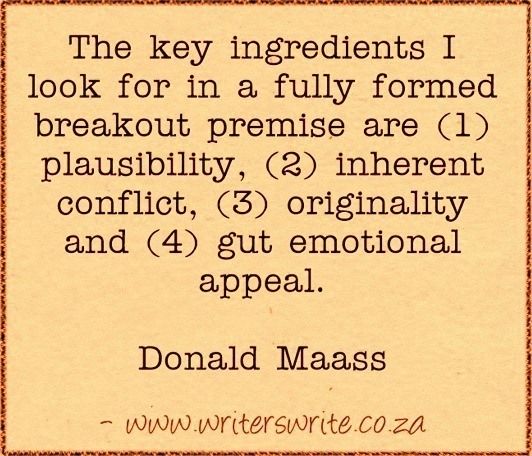 The key ingredients I
look for in a fully formed
breakout premise are (1)
plausibility, (2) inherent
conflict, (3) originality
and (4) gut emotional
appeal.
Donald Maass
- www.writerswrite.co.za